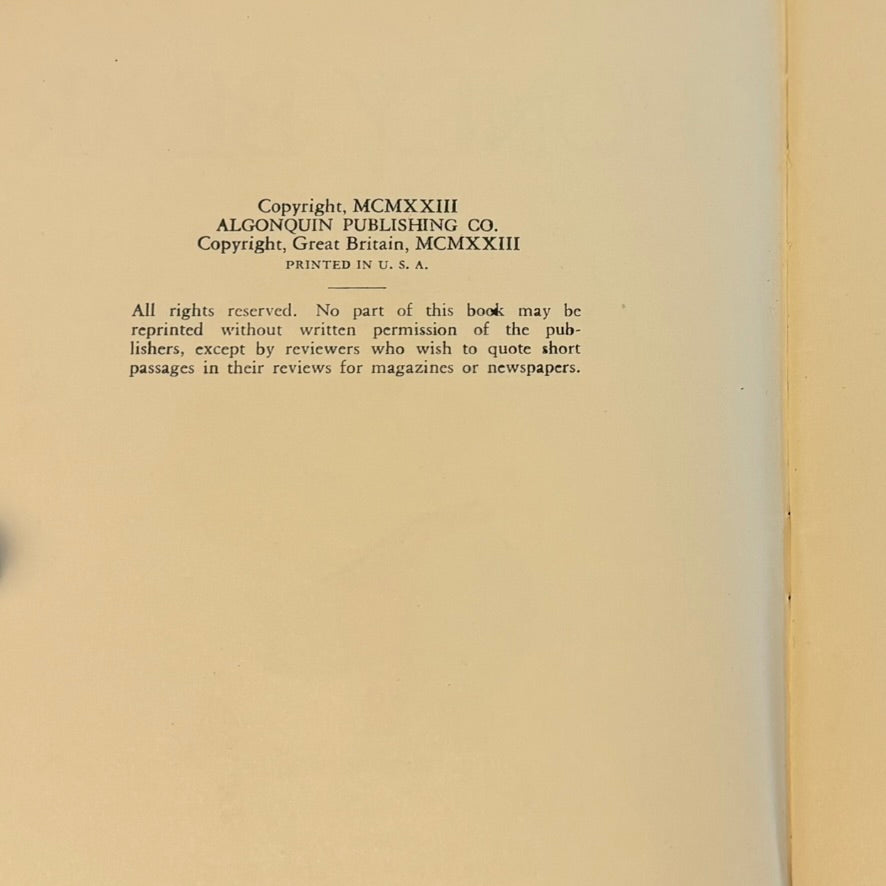 Copyright, MCMXXIII
ALGONQUIN PUBLISHING CO.
Copyright, Great Britain, MCMXXIII
PRINTED IN U. S. A.
All rights reserved. No part of this book may be
reprinted without written permission of the pub-
lishers, except by reviewers who wish to quote short
passages in their reviews for magazines or newspapers.